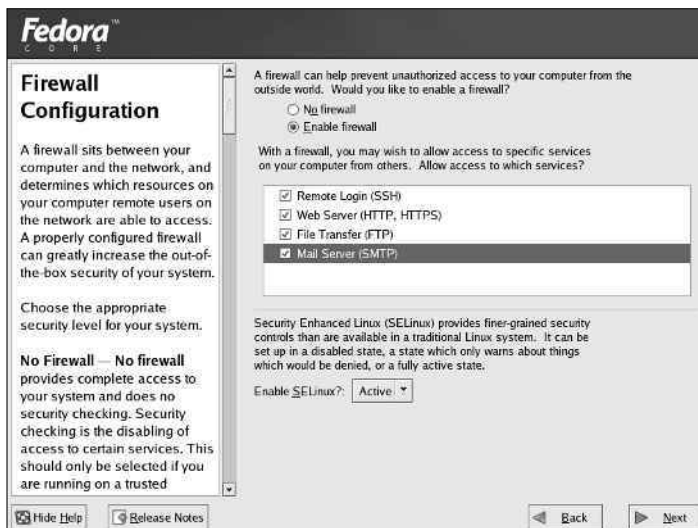 Fedora™
CORE
Firewall
Configuration
A firewall sits between your
computer and the network, and
determines which resources on
your computer remote users on
the network are able to access.
A properly configured firewall
can greatly increase the out-of-
the-box security of your system.
Choose the appropriate
security level for your system.
No Firewall — No firewall
provides complete access to
your system and does no
security checking. Security
checking is the disabling of
access to certain services. This
should only be selected if you
are running on a trusted
A firewall can help prevent unauthorized access to your computer from the
outside world. Would you like to enable a firewall?
No firewall
Enable firewall
With a firewall, you may wish to allow access to specific services
on your computer from others. Allow access to which services?
Remote Login (SSH)
Web Server (HTTP, HTTPS)
File Transfer (FTP)
Mail Server (SMTP)
Security Enhanced Linux (SELinux) provides finer-grained security
controls than are available in a traditional Linux system. It can be
set up in a disabled state, a state which only warns about things
which would be denied, or a fully active state.
Enable SELinux?: Active
Hide Help
Release Notes
Back
Next